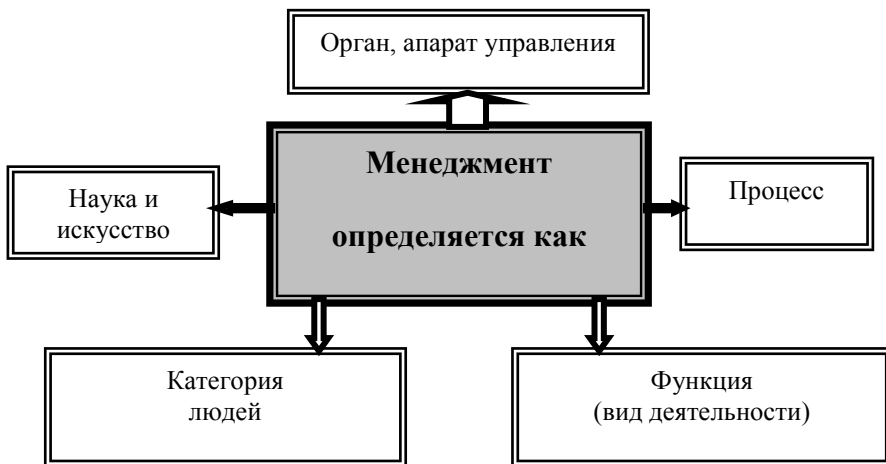 Орган, апарат управления
Менеджмент
определяется как
Наука и
искусство
Процесс
Категория
людей
Функция
(вид деятельности)